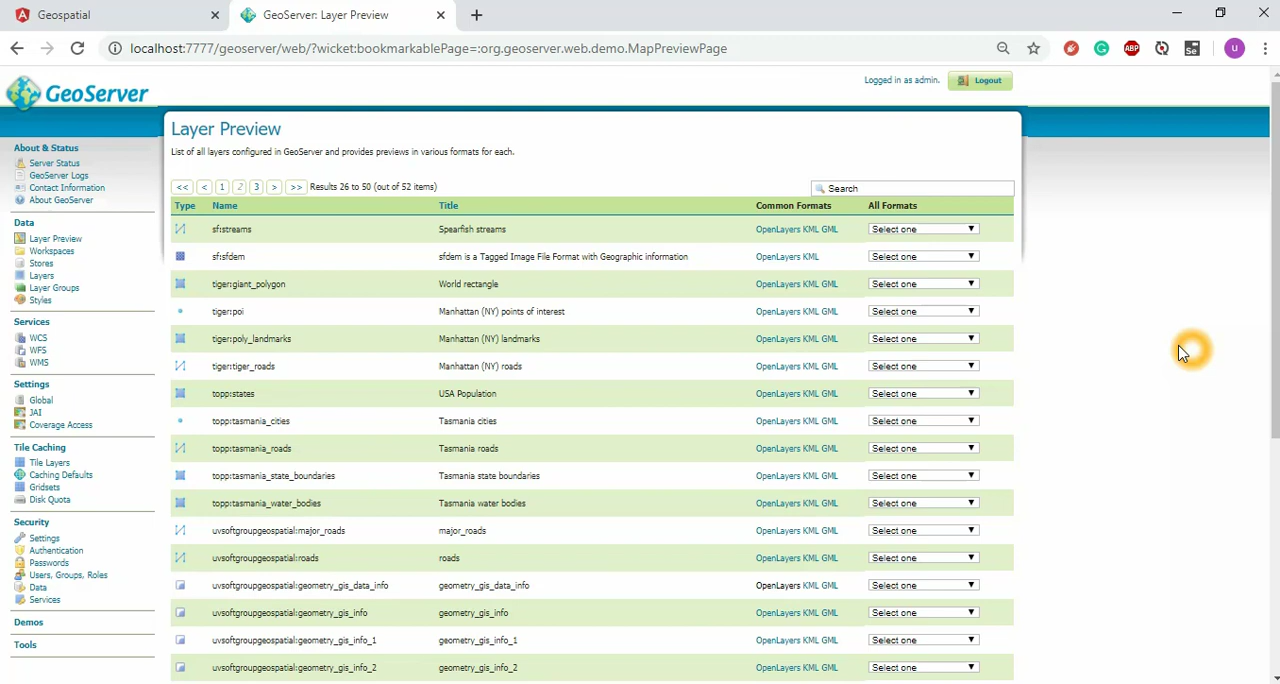 Geospatial
GeoServer: Layer Preview
localhost:7777/geoserver/web/?wicket:bookmarkablePage=:org.geoserver.web.demo.MapPreviewPage
ABP
Se
U
GeoServer
Logged in as admin.
Logout
About & Status
Server Status
GeoServer Logs
Contact Information
About GeoServer
Data
Layer Preview
Workspaces
Stores
Layers
Layer Groups
Styles
Services
WCS
WFS
WMS
Settings
Global
JAI
Coverage Access
Tile Caching
Tile Layers
Caching Defaults
Gridsets
Disk Quota
Security
Settings
Authentication
Passwords
Users, Groups, Roles
Data
Services
Demos
Tools
Layer Preview
List of all layers configured in GeoServer and provides previews in various formats for each.
<< < 1 2 3 > >> Results 26 to 50 (out of 52 items)
Search
Type Name Title Common Formats All Formats
sf:streams Spearfish streams OpenLayers KML GML Select one
sf:sfdem sfdem is a Tagged Image File Format with Geographic information OpenLayers KML Select one
tiger:giant_polygon World rectangle OpenLayers KML GML Select one
tiger:poi Manhattan (NY) points of interest OpenLayers KML GML Select one
tiger:poly_landmarks Manhattan (NY) landmarks OpenLayers KML GML Select one
tiger:tiger_roads Manhattan (NY) roads OpenLayers KML GML Select one
topp:states USA Population OpenLayers KML GML Select one
topp:tasmania_cities Tasmania cities OpenLayers KML GML Select one
topp:tasmania_roads Tasmania roads OpenLayers KML GML Select one
topp:tasmania_state_boundaries Tasmania state boundaries OpenLayers KML GML Select one
topp:tasmania_water_bodies Tasmania water bodies OpenLayers KML GML Select one
uvsoftgroupgeospatial:major_roads major_roads OpenLayers KML GML Select one
uvsoftgroupgeospatial:roads roads OpenLayers KML GML Select one
uvsoftgroupgeospatial:geometry_gis_data_info geometry_gis_data_info OpenLayers KML GML Select one
uvsoftgroupgeospatial:geometry_gis_info geometry_gis_info OpenLayers KML GML Select one
uvsoftgroupgeospatial:geometry_gis_info_1 geometry_gis_info_1 OpenLayers KML GML Select one
uvsoftgroupgeospatial:geometry_gis_info_2 geometry_gis_info_2 OpenLayers KML GML Select one